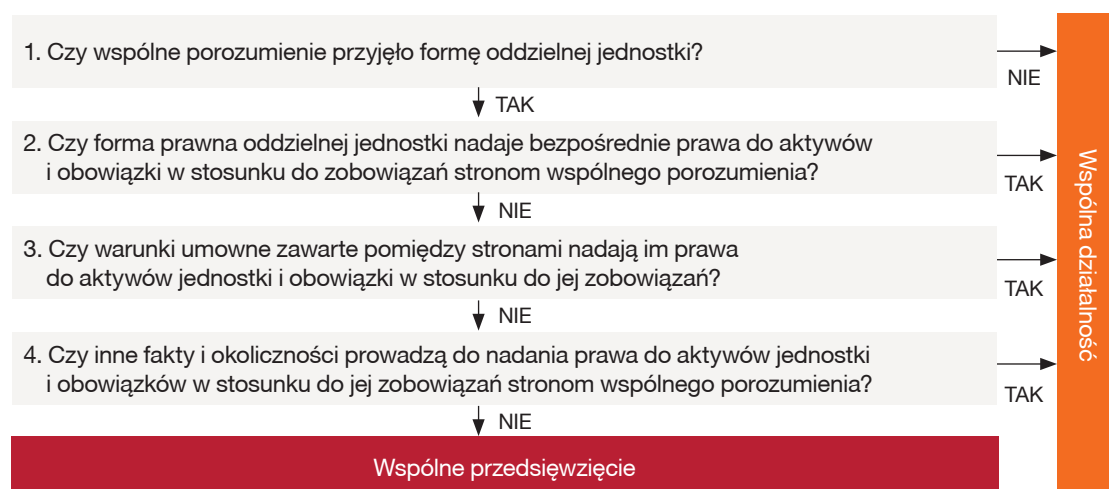 1. Czy wspólne porozumienie przyjęło formę oddzielnej jednostki?
NIE
TAK
2. Czy forma prawna oddzielnej jednostki nadaje bezpośrednie prawa do aktywów
i obowiązki w stosunku do zobowiązań stronom wspólnego porozumienia?
TAK
NIE
3. Czy warunki umowne zawarte pomiędzy stronami nadają im prawa
do aktywów jednostki i obowiązki w stosunku do jej zobowiązań?
TAK
NIE
4. Czy inne fakty i okoliczności prowadzą do nadania prawa do aktywów jednostki
i obowiązków w stosunku do jej zobowiązań stronom wspólnego porozumienia?
TAK
NIE
Wspólne przedsięwzięcie
Wspólna działalność